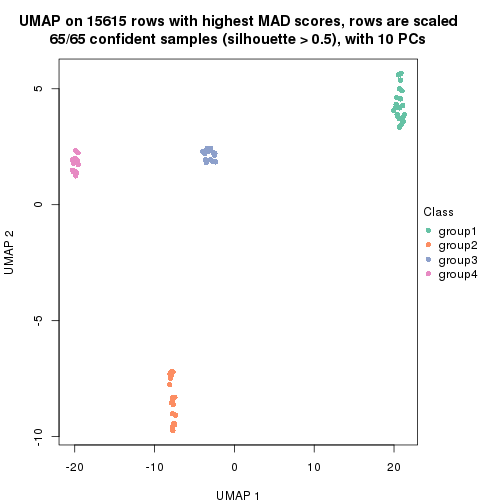 UMAP on 15615 rows with highest MAD scores, rows are scaled
65/65 confident samples (silhouette > 0.5), with 10 PCs
5
0
-5
-10
UMAP 2
-20
-10
0
10
20
UMAP 1
Class
group1
group2
group3
group4